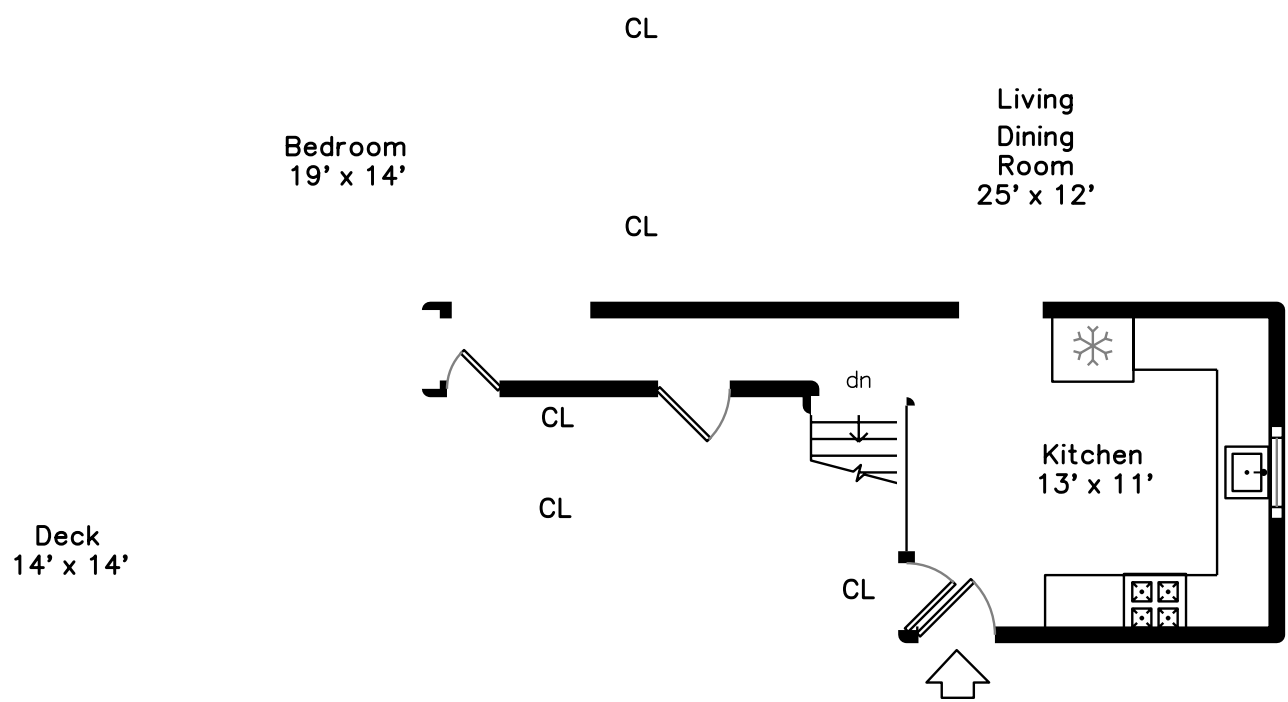 CL
Living
Dining
Room
25' x 12'
Bedroom
19' x 14'
CL
dn
CL
Kitchen
13' x 11'
CL
Deck
14' x 14'
CL